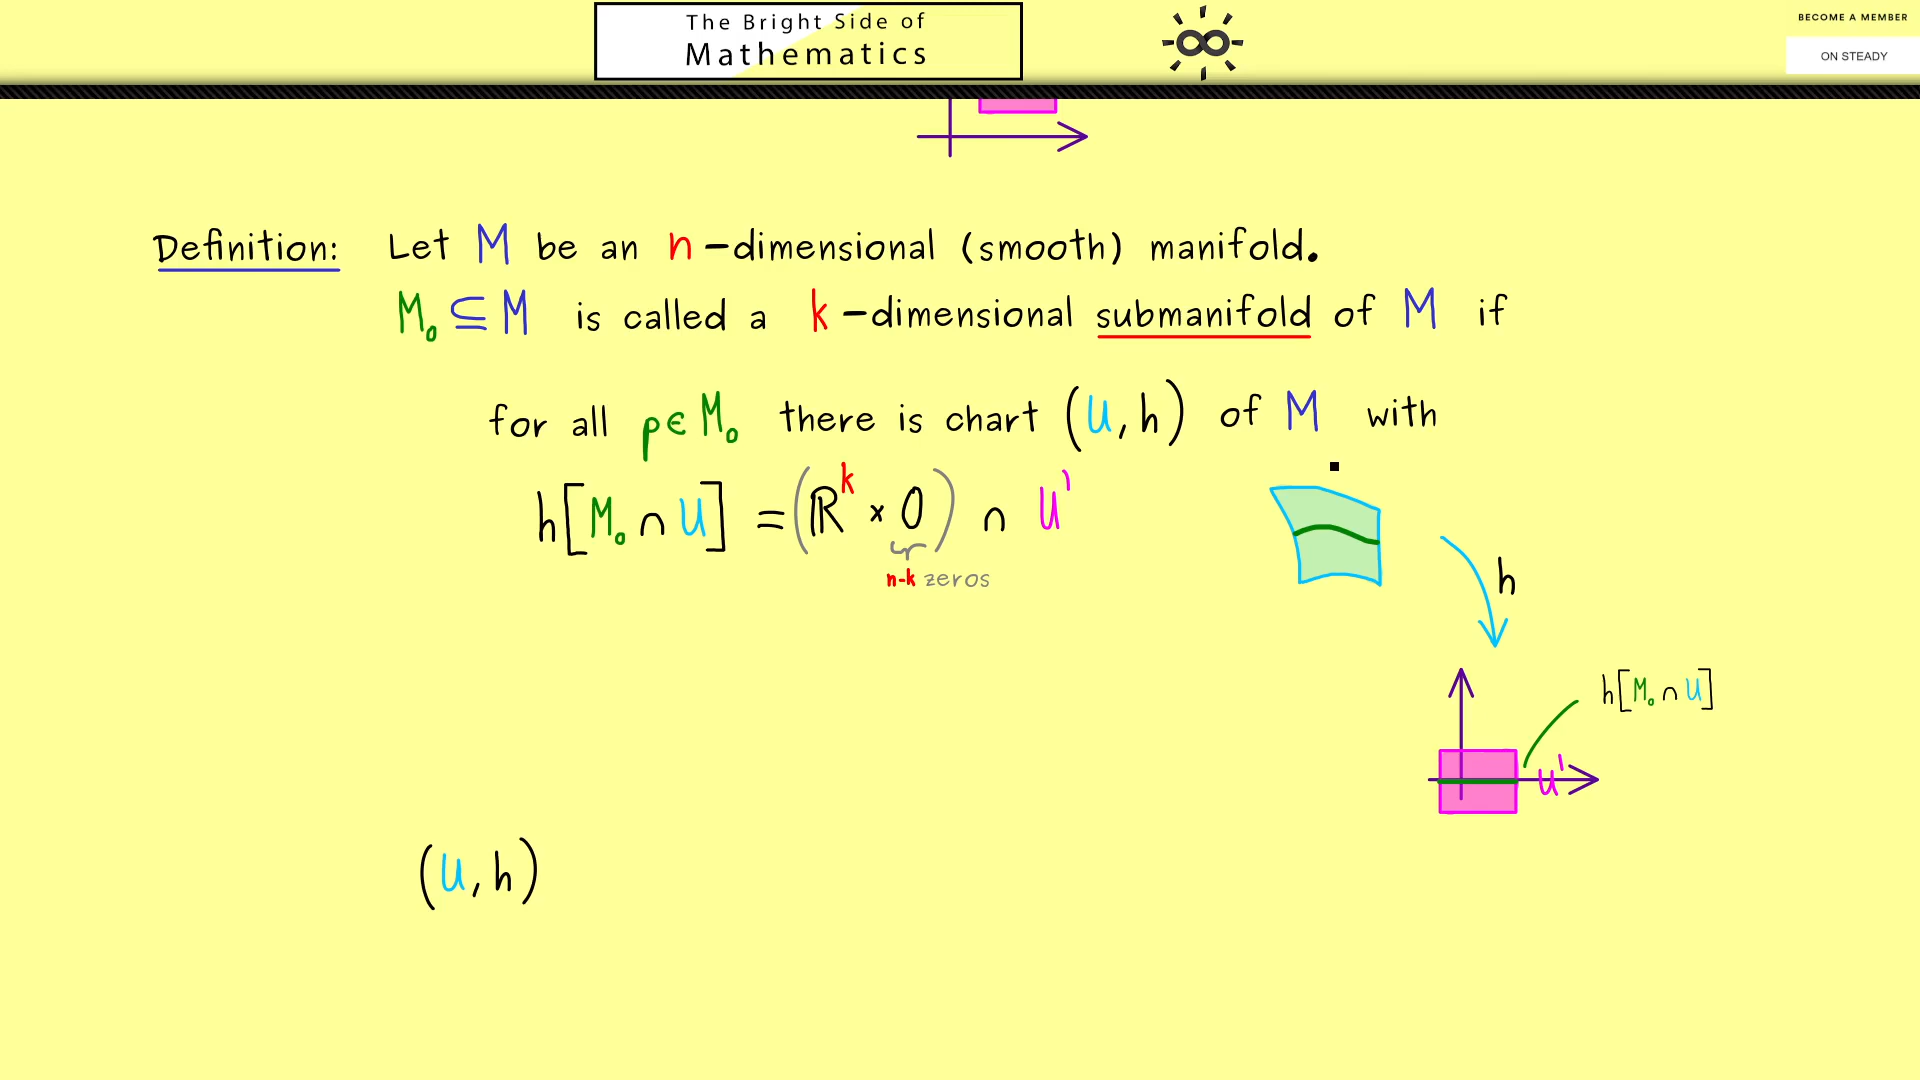 The Bright Side of
Mathematics
BECOME A MEMBER
ON STEADY
Definition: Let M be an n-dimensional (smooth) manifold.
M₀ ⊆ M is called a k-dimensional submanifold of M if
for all p∈M₀ there is chart (U, h) of M with
h[M₀ ∩ U] = (ℝᵏ × 0) ∩ U'
n-k zeros
h
h[M₀ ∩ U]
U'
(U, h)